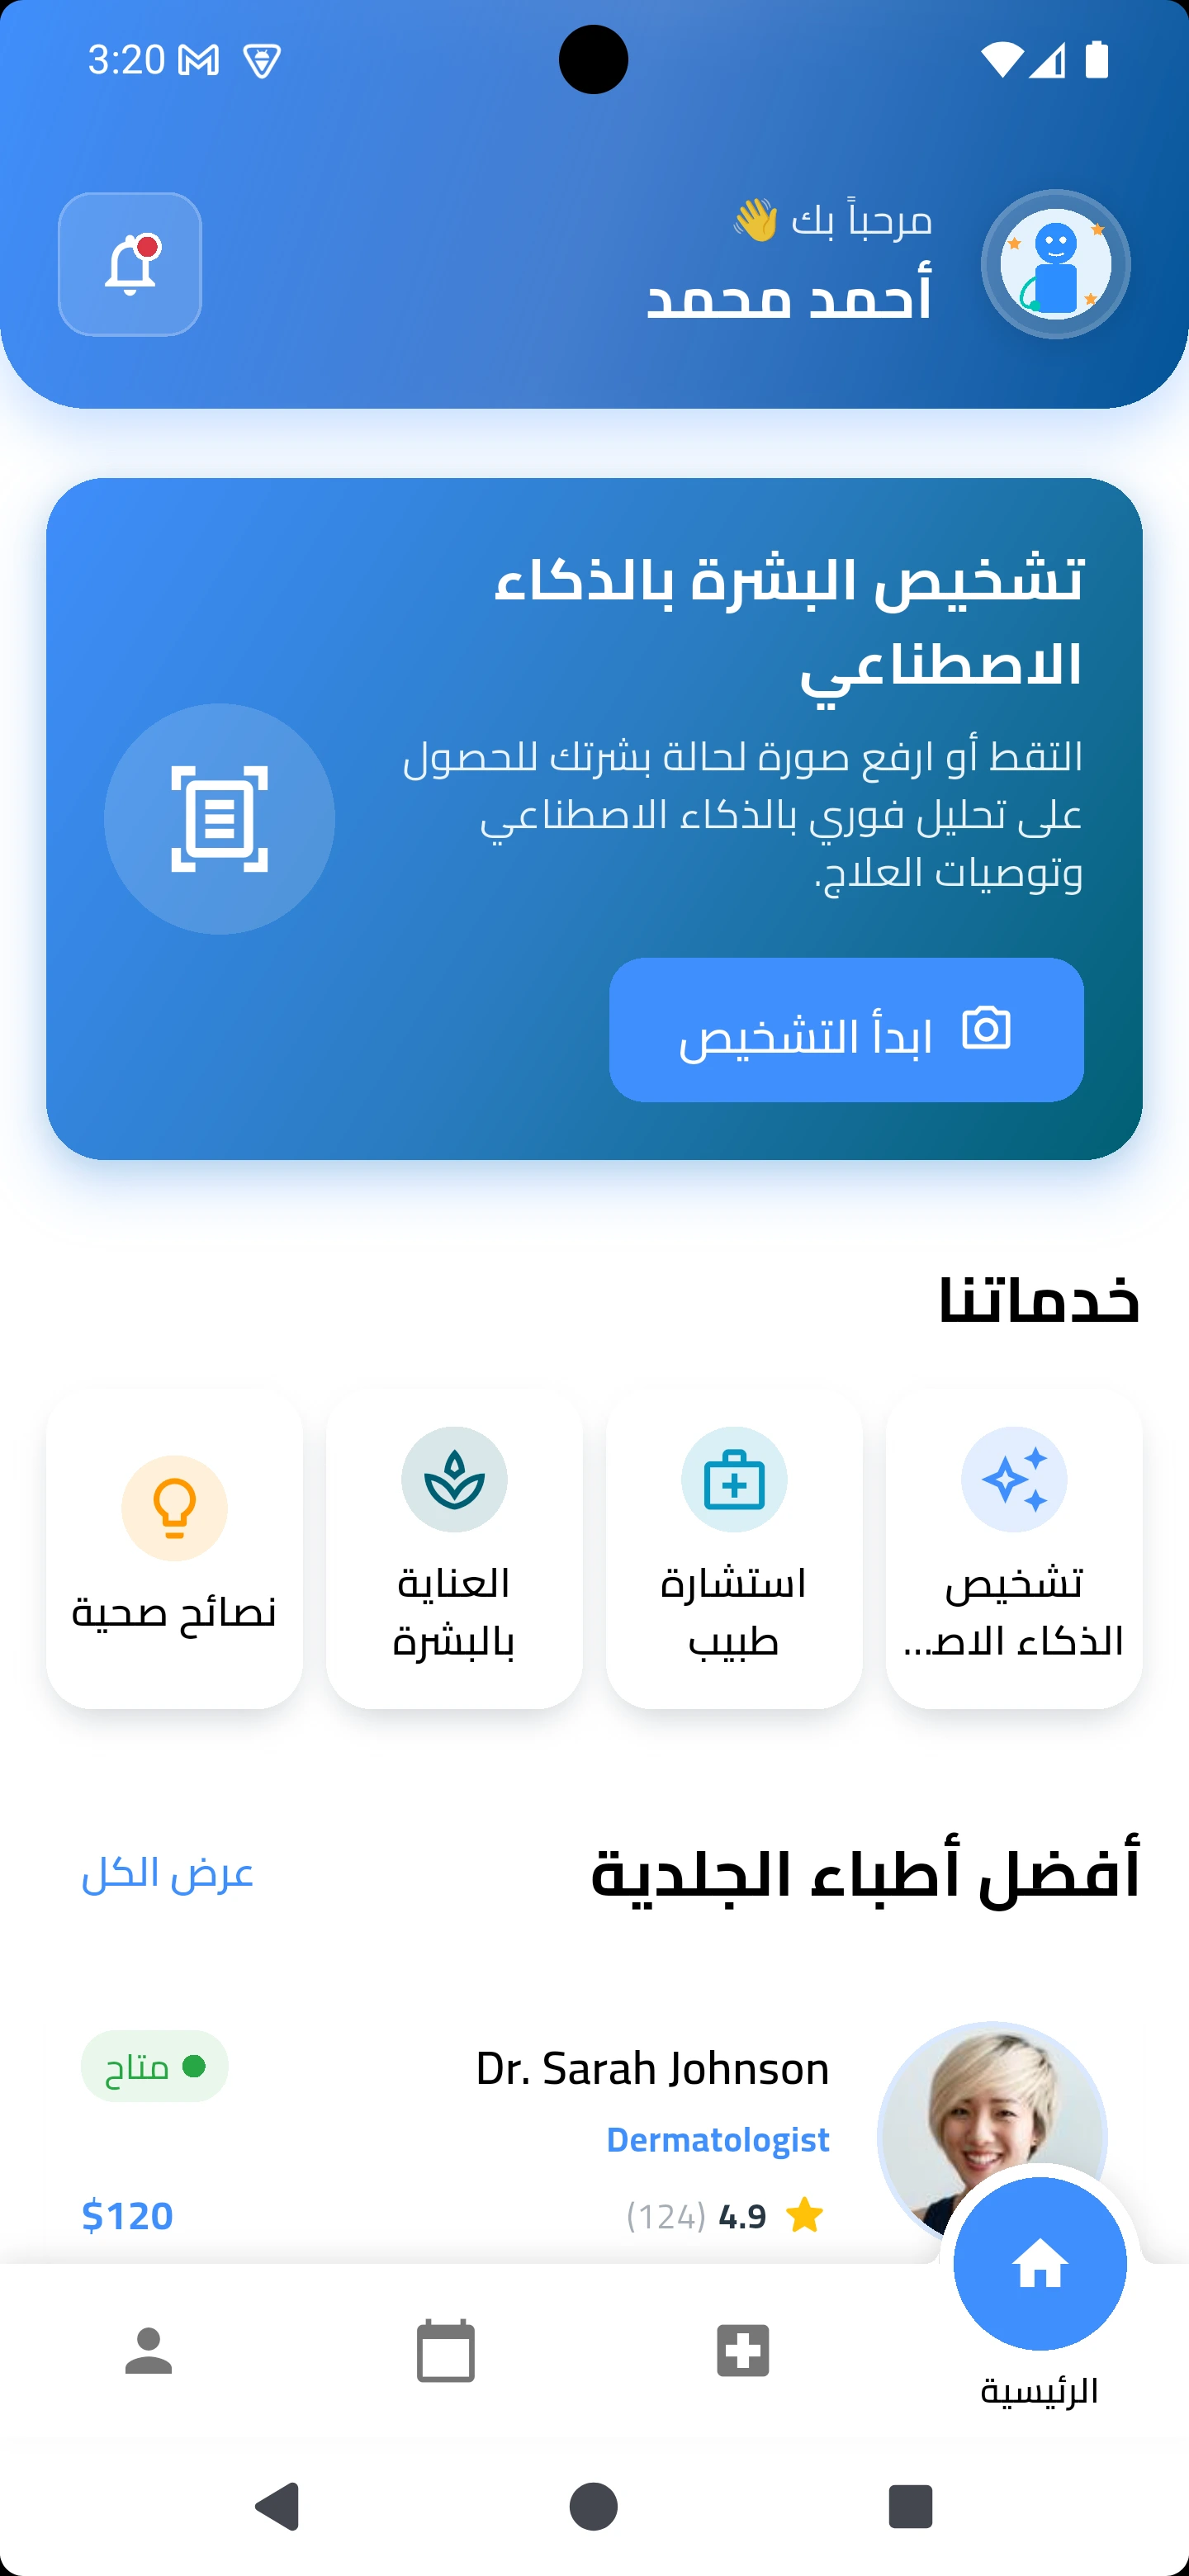 3:20
مرحباً بك 👋
أحمد محمد
تشخيص البشرة بالذكاء
الاصطناعي
التقط أو ارفع صورة لحالة بشرتك للحصول
على تحليل فوري بالذكاء الاصطناعي
وتوصيات العلاج.
ابدأ التشخيص
خدماتنا
تشخيص
الذكاء الاصـ...
استشارة
طبيب
العناية
بالبشرة
نصائح صحية
أفضل أطباء الجلدية
عرض الكل
Dr. Sarah Johnson
متاح
Dermatologist
4.9 (124)
$120
الرئيسية